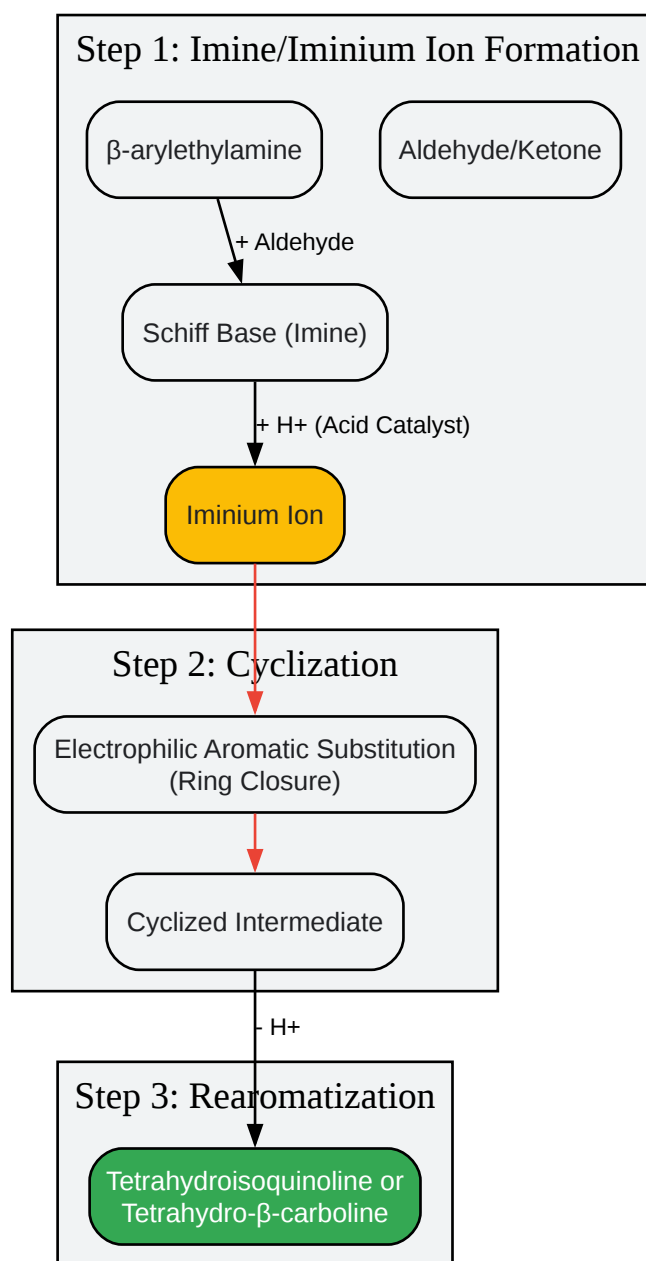 Step 1: Imine/Iminium Ion Formation
β-arylethylamine
Aldehyde/Ketone
+ Aldehyde
Schiff Base (Imine)
+ H+ (Acid Catalyst)
Iminium Ion
Step 2: Cyclization
Electrophilic Aromatic Substitution
(Ring Closure)
Cyclized Intermediate
- H+
Step 3: Rearomatization
Tetrahydroisoquinoline or
Tetrahydro-β-carboline